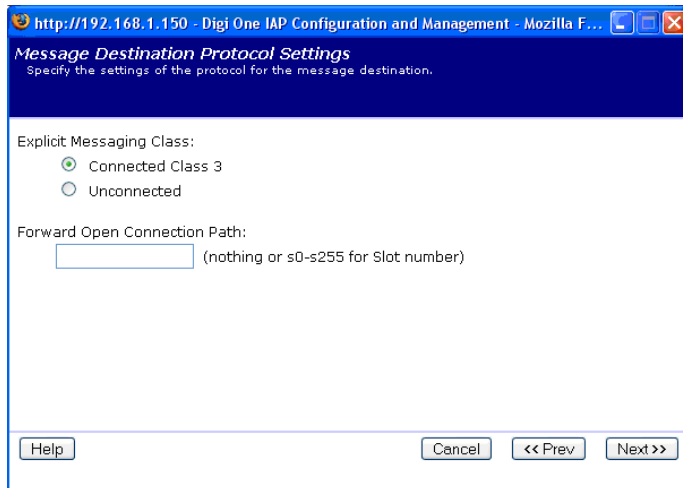 http://192.168.1.150 - Digi One IAP Configuration and Management - Mozilla F...
Message Destination Protocol Settings
Specify the settings of the protocol for the message destination.
Explicit Messaging Class:
Connected Class 3
Unconnected
Forward Open Connection Path:
(nothing or s0-s255 for Slot number)
Help
Cancel
<< Prev
Next >>